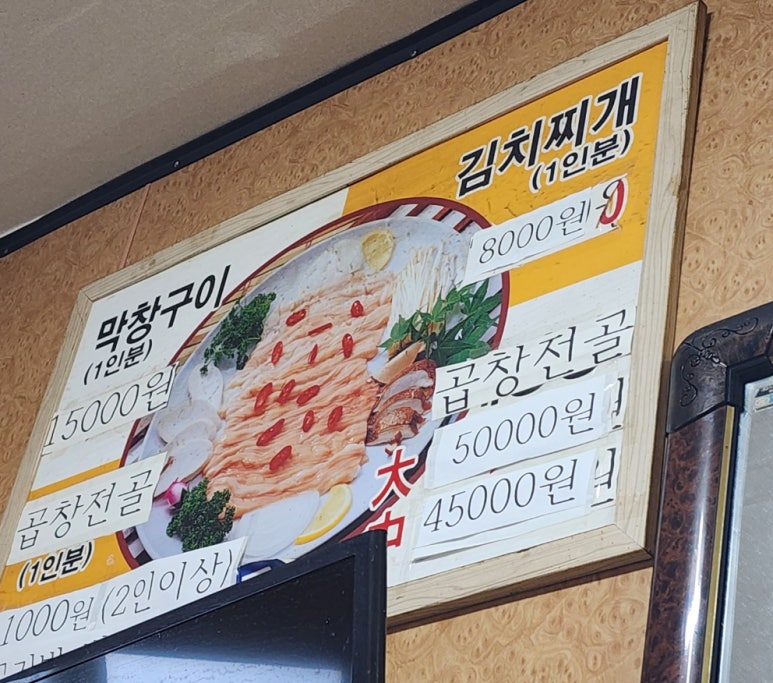 막창구이
(1인분)
15000원
곱창전골
(1인분)
1000원 (2인이상)
김치찌개
(1인분)
8000원
곱창전골
大 50000원
中 45000원